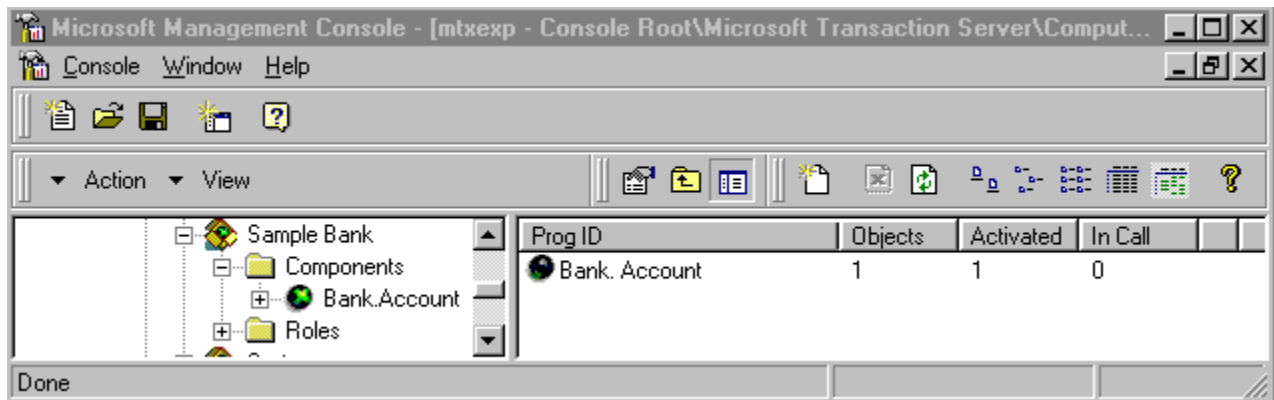 Microsoft Management Console - [mtxexp - Console Root\Microsoft Transaction Server\Comput...
Console Window Help
Action View
Sample Bank
Components
Bank.Account
Roles
Prog ID Objects Activated In Call
Bank. Account 1 1 0
Done